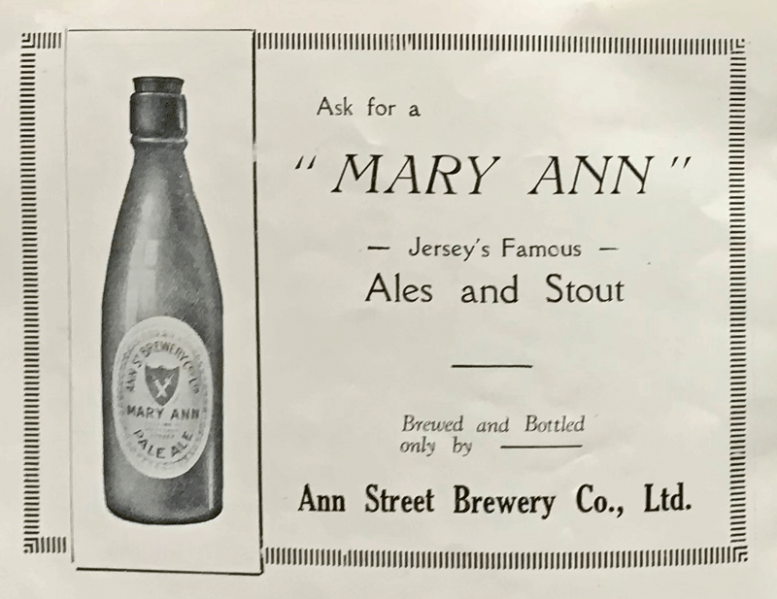 Ask for a
" MARY ANN "
— Jersey's Famous —
Ales and Stout
Brewed and Bottled
only by
Ann Street Brewery Co., Ltd.
ANN ST BREWERY Co LTD
X
MARY ANN
PALE ALE